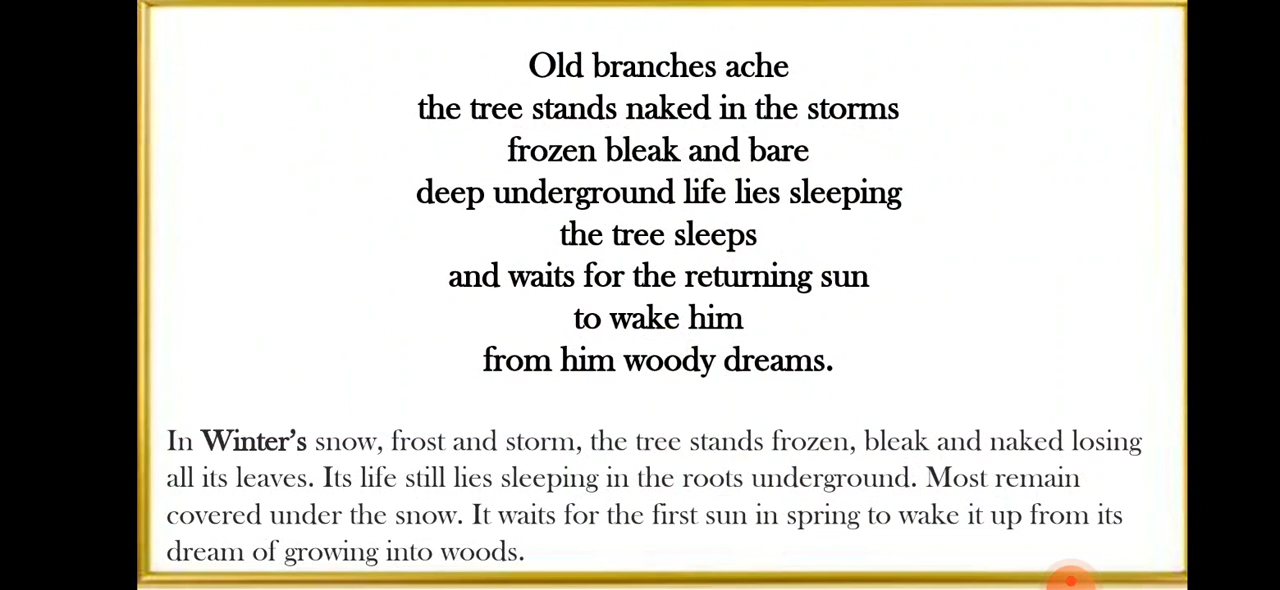 Old branches ache
the tree stands naked in the storms
frozen bleak and bare
deep underground life lies sleeping
the tree sleeps
and waits for the returning sun
to wake him
from him woody dreams.
In Winter's snow, frost and storm, the tree stands frozen, bleak and naked losing
all its leaves. Its life still lies sleeping in the roots underground. Most remain
covered under the snow. It waits for the first sun in spring to wake it up from its
dream of growing into woods.